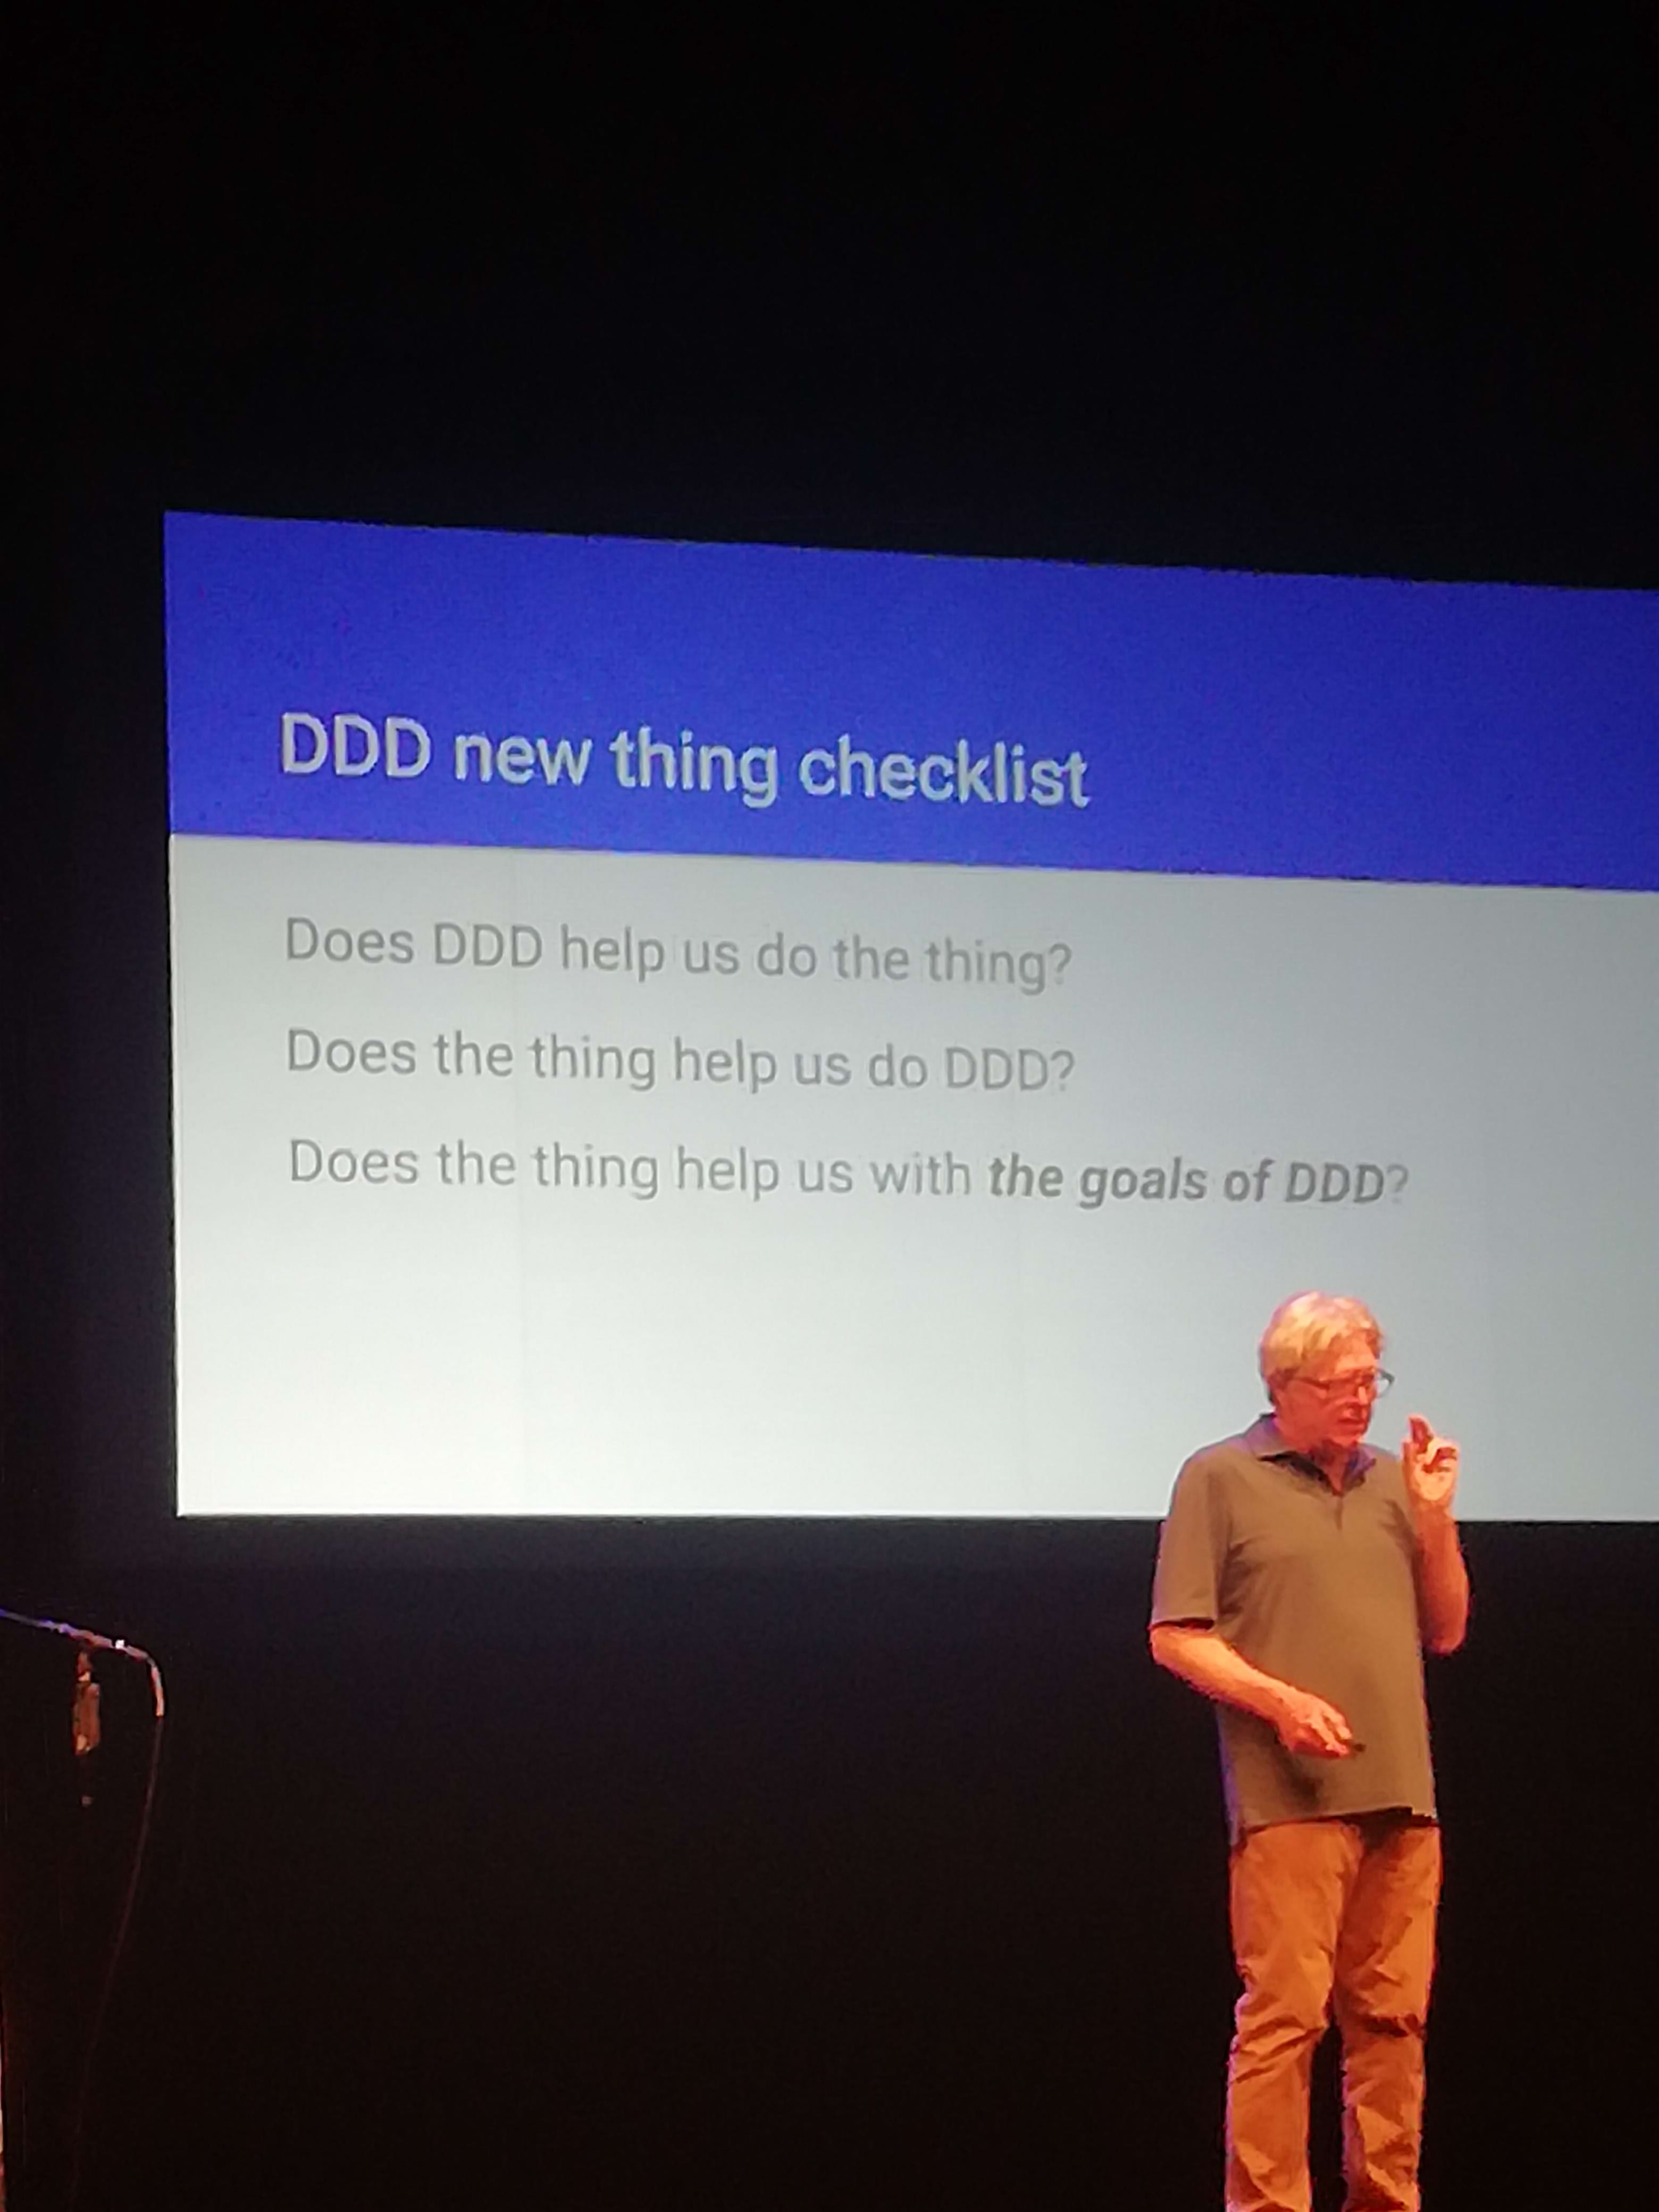 DDD new thing checklist
Does DDD help us do the thing?
Does the thing help us do DDD?
Does the thing help us with the goals of DDD?